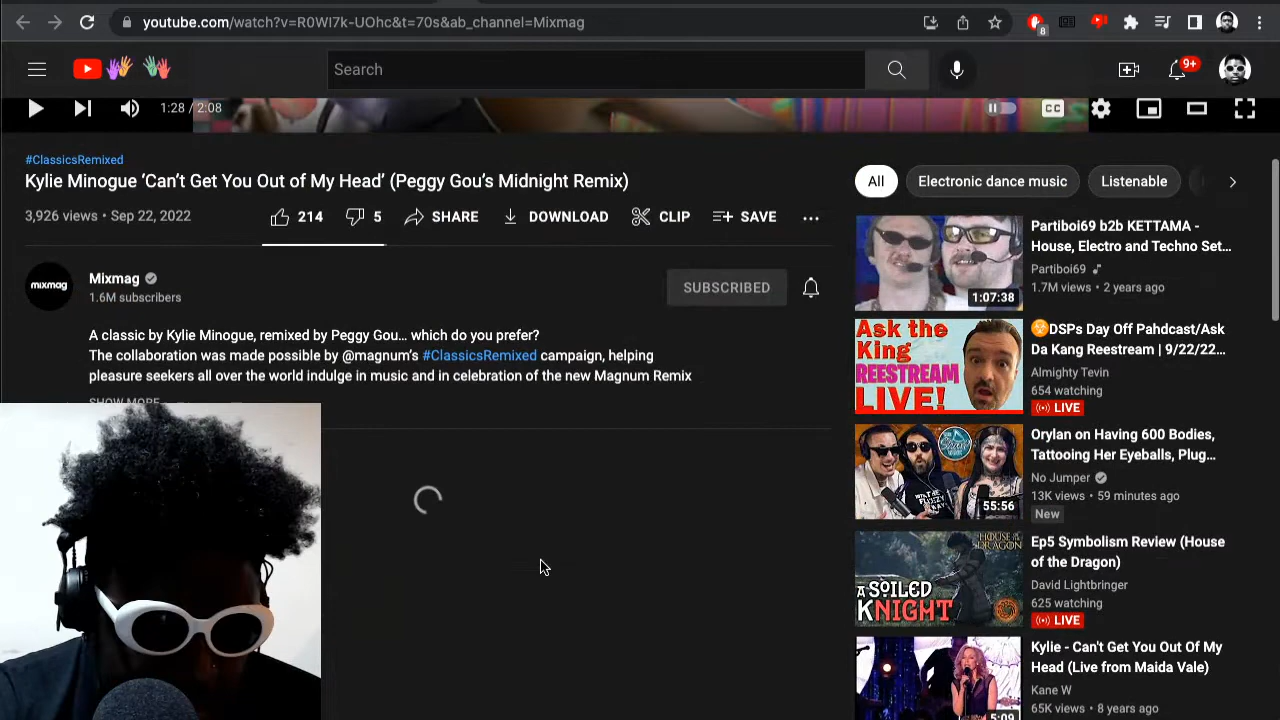 youtube.com/watch?v=R0WI7k-UOhc&t=70s&ab_channel=Mixmag
8
Search
9+
1:28 / 2:08
CC
#ClassicsRemixed
Kylie Minogue ‘Can’t Get You Out of My Head’ (Peggy Gou’s Midnight Remix)
3,926 views • Sep 22, 2022
214
5
SHARE
DOWNLOAD
CLIP
SAVE
mixmag
Mixmag
1.6M subscribers
SUBSCRIBED
A classic by Kylie Minogue, remixed by Peggy Gou... which do you prefer?
The collaboration was made possible by @magnum’s #ClassicsRemixed campaign, helping
pleasure seekers all over the world indulge in music and in celebration of the new Magnum Remix
SHOW MORE
All
Electronic dance music
Listenable
1:07:38
Partiboi69 b2b KETTAMA -
House, Electro and Techno Set...
Partiboi69
1.7M views • 2 years ago
Ask the
King
REESTREAM
LIVE!
DSPs Day Off Pahdcast/Ask
Da Kang Reestream | 9/22/22...
Almighty Tevin
654 watching
LIVE
55:56
Orylan on Having 600 Bodies,
Tattooing Her Eyeballs, Plug...
No Jumper
13K views • 59 minutes ago
New
HOUSE OF THE
DRAGON
A SOILED
KNIGHT
Ep5 Symbolism Review (House
of the Dragon)
David Lightbringer
625 watching
LIVE
5:09
Kylie - Can't Get You Out Of My
Head (Live from Maida Vale)
Kane W
65K views • 8 years ago